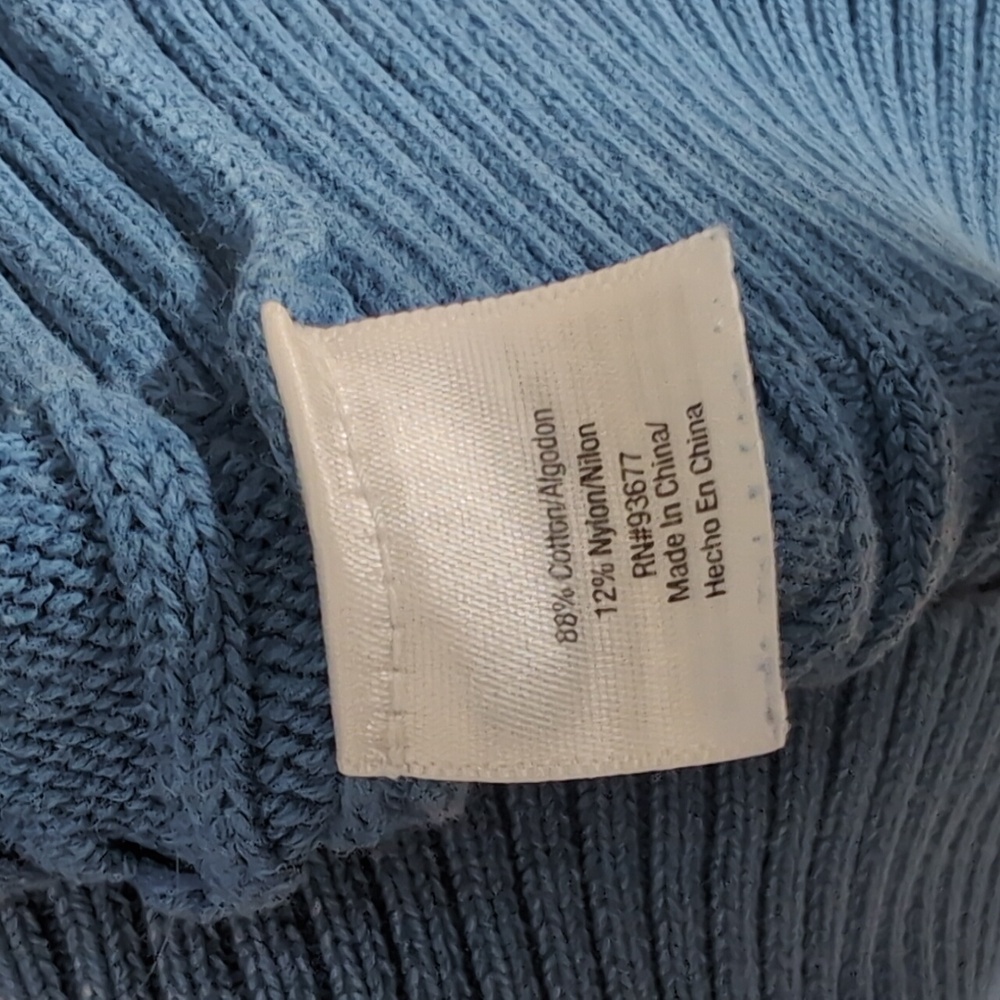 88% Cotton/Algodon
12% Nylon/Nilon
RN#93677
Made In China/
Hecho En China